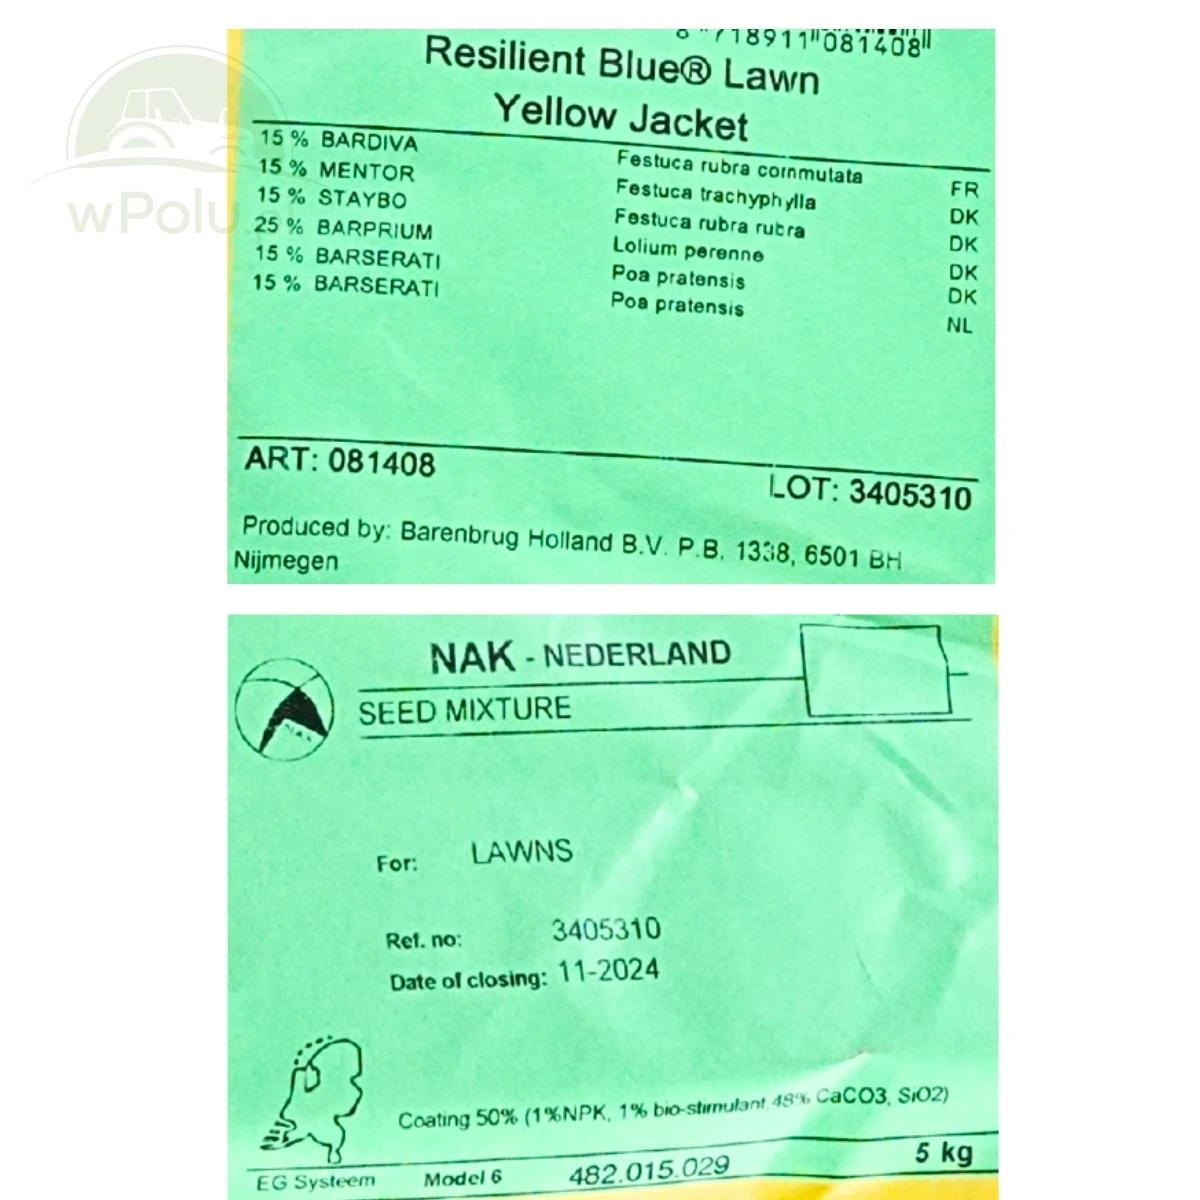 718911 081408
Resilient Blue® Lawn
Yellow Jacket
15 % BARDIVA Festuca rubra commutata FR
15 % MENTOR Festuca trachyphylla DK
15 % STAYBO Festuca rubra rubra DK
25 % BARPRIUM Lolium perenne DK
15 % BARSERATI Poa pratensis DK
15 % BARSERATI Poa pratensis NL
wPolu
ART: 081408
LOT: 3405310
Produced by: Barenbrug Holland B.V. P.B. 1338, 6501 BH
Nijmegen
NAK - NEDERLAND
SEED MIXTURE
NAK
For: LAWNS
Ref. no: 3405310
Date of closing: 11-2024
Coating 50% (1%NPK, 1% bio-stimulant, 48% CaCO3, SiO2)
EG Systeem Model 6 482.015.029 5 kg